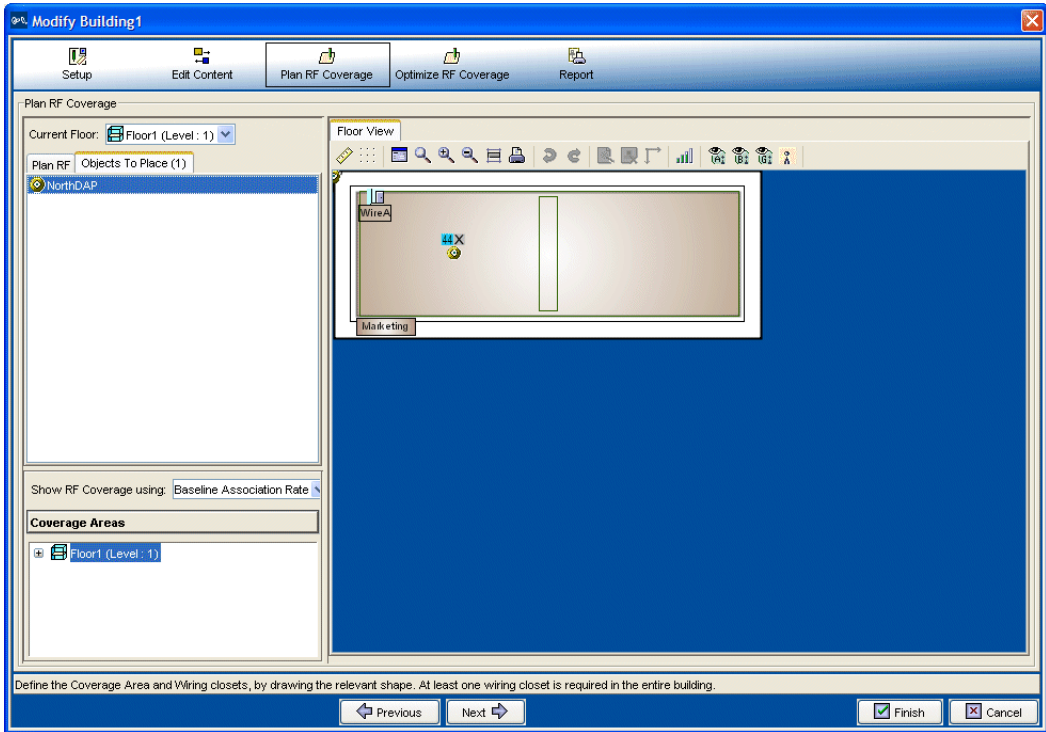 Modify Building1
Setup
Edit Content
Plan RF Coverage
Optimize RF Coverage
Report
Plan RF Coverage
Current Floor: Floor1 (Level : 1)
Plan RF
Objects To Place (1)
NorthDAP
Show RF Coverage using: Baseline Association Rate
Coverage Areas
Floor1 (Level : 1)
Floor View
A
B
G
WireA
44 X
Marketing
Define the Coverage Area and Wiring closets, by drawing the relevant shape. At least one wiring closet is required in the entire building.
Previous
Next
Finish
Cancel